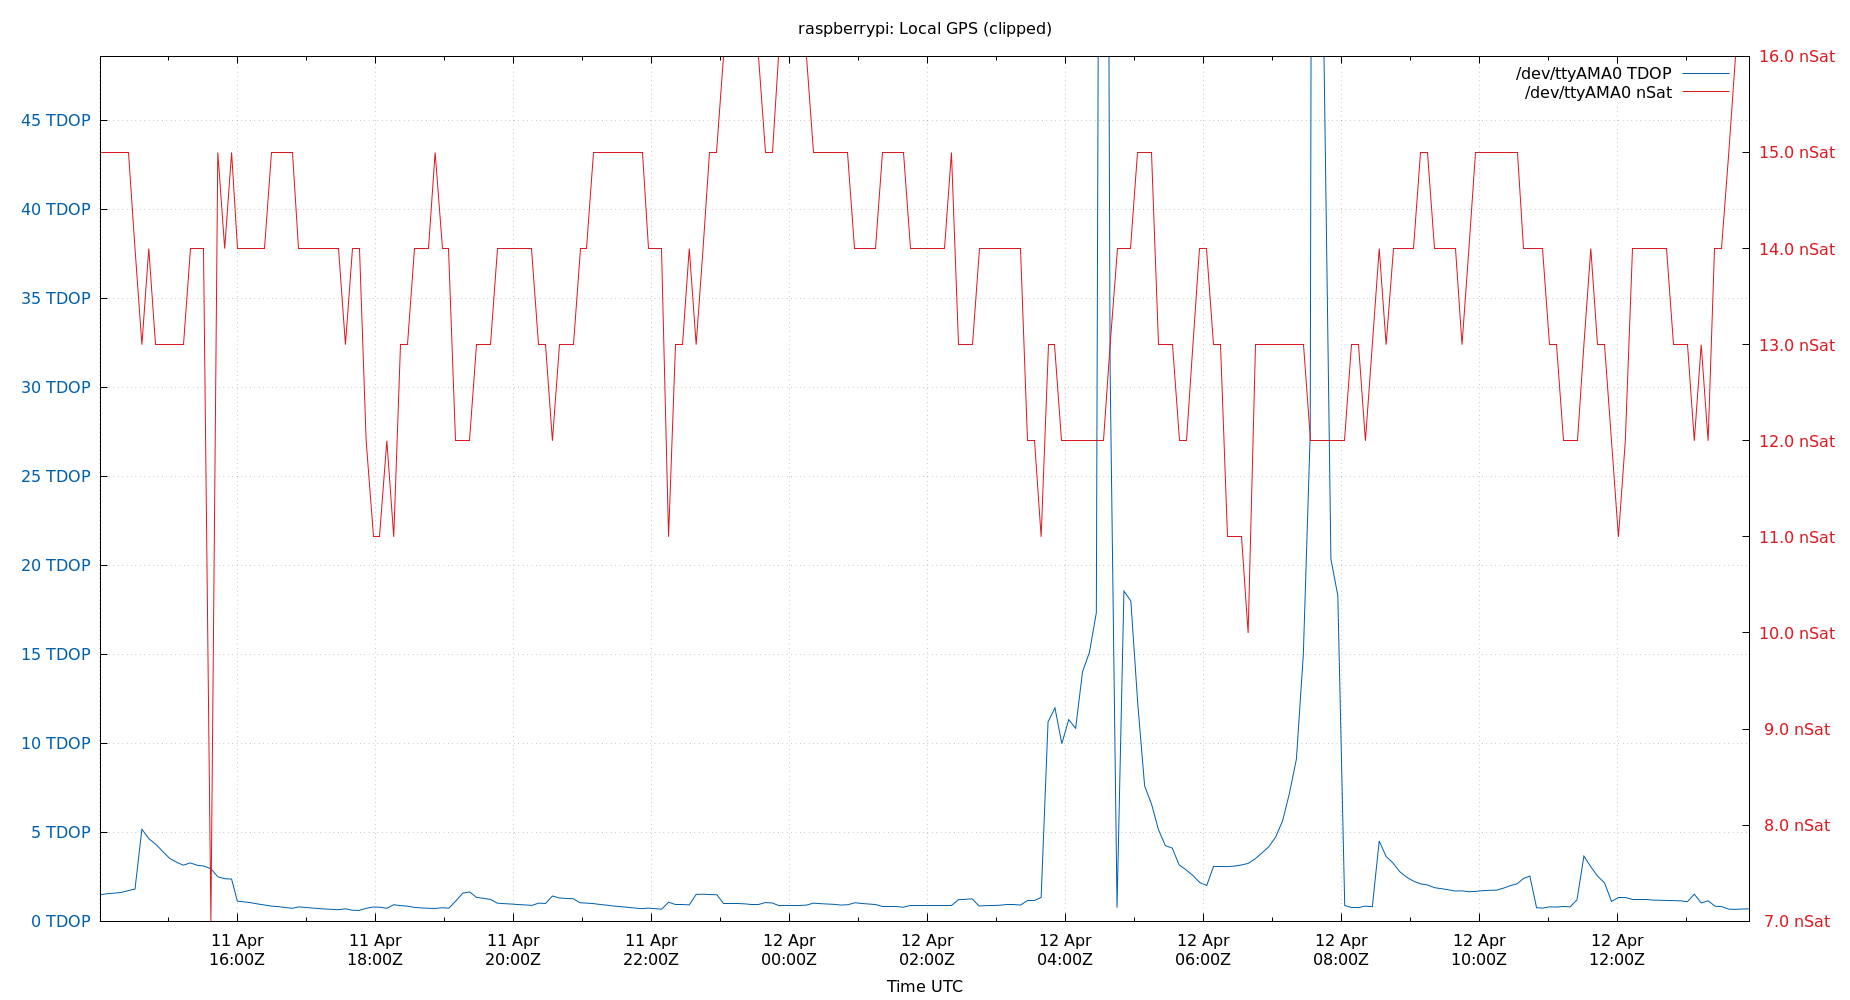 raspberrypi: Local GPS (clipped)
/dev/ttyAMA0 TDOP
/dev/ttyAMA0 nSat
45 TDOP
40 TDOP
35 TDOP
30 TDOP
25 TDOP
20 TDOP
15 TDOP
10 TDOP
5 TDOP
0 TDOP
16.0 nSat
15.0 nSat
14.0 nSat
13.0 nSat
12.0 nSat
11.0 nSat
10.0 nSat
9.0 nSat
8.0 nSat
7.0 nSat
11 Apr
16:00Z
11 Apr
18:00Z
11 Apr
20:00Z
11 Apr
22:00Z
12 Apr
00:00Z
12 Apr
02:00Z
12 Apr
04:00Z
12 Apr
06:00Z
12 Apr
08:00Z
12 Apr
10:00Z
12 Apr
12:00Z
Time UTC